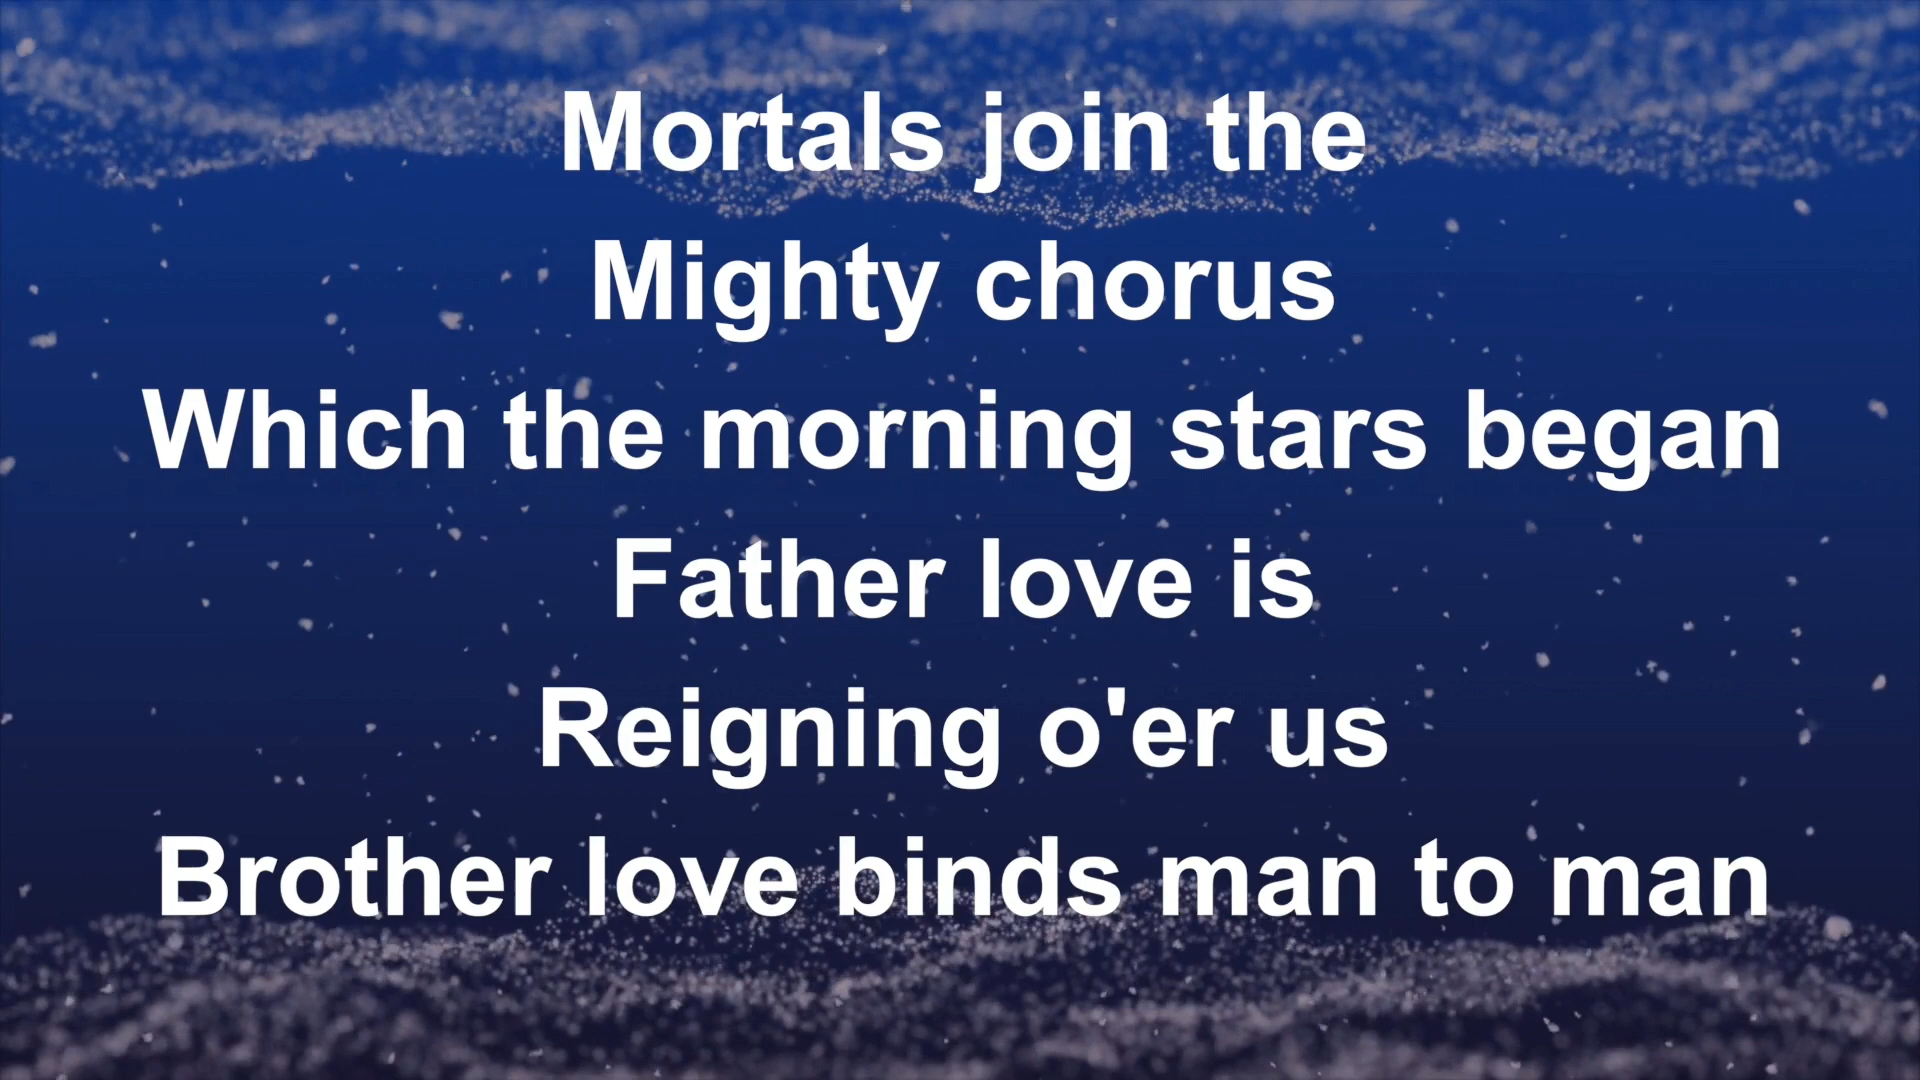 Mortals join the
Mighty chorus
Which the morning stars began
Father love is
Reigning o'er us
Brother love binds man to man